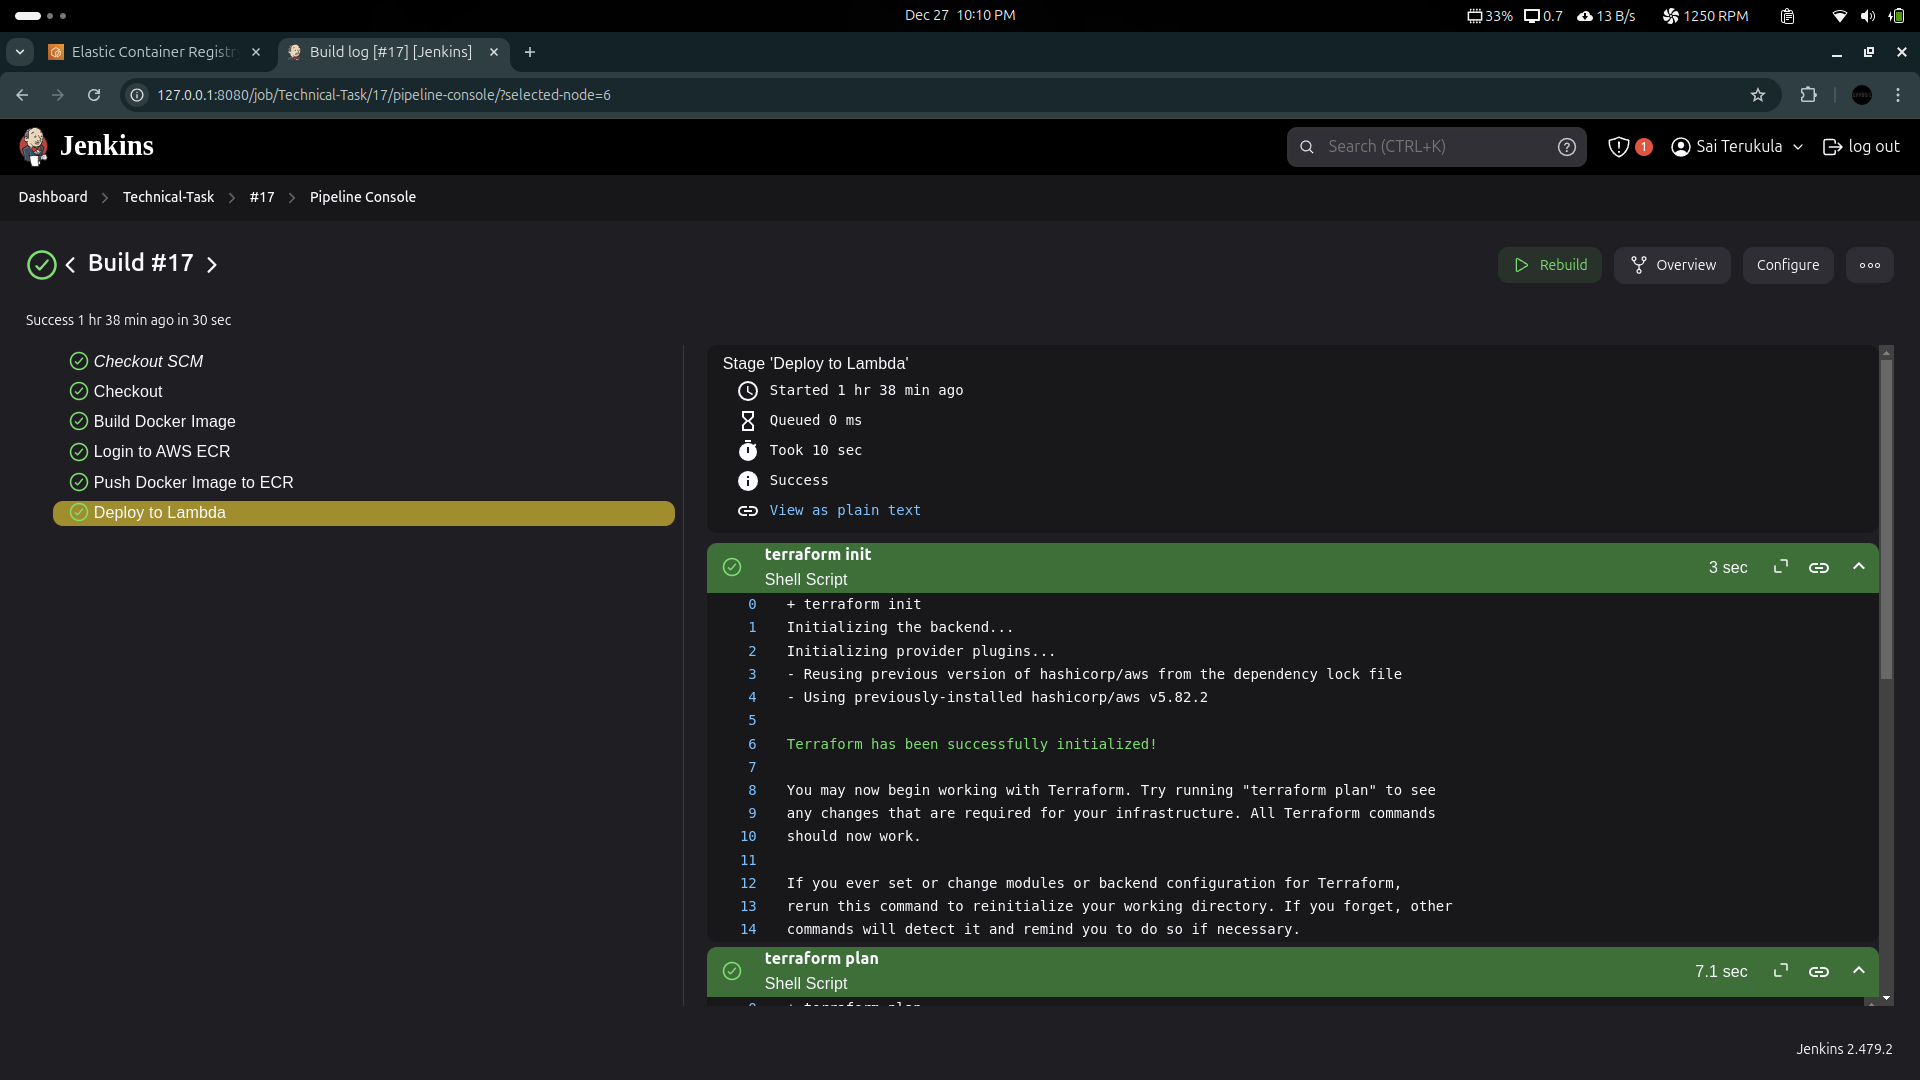 Dec 27 10:10 PM
33% 0.7 13 B/s 1250 RPM
Elastic Container Registr
Build log [#17] [Jenkins]
127.0.0.1:8080/job/Technical-Task/17/pipeline-console/?selected-node=6
Jenkins
Search (CTRL+K)
1
Sai Terukula
log out
Dashboard
Technical-Task
#17
Pipeline Console
Build #17
Rebuild
Overview
Configure
Success 1 hr 38 min ago in 30 sec
Checkout SCM
Checkout
Build Docker Image
Login to AWS ECR
Push Docker Image to ECR
Deploy to Lambda
Stage 'Deploy to Lambda'
Started 1 hr 38 min ago
Queued 0 ms
Took 10 sec
Success
View as plain text
terraform init
Shell Script
3 sec
0 + terraform init
1 Initializing the backend...
2 Initializing provider plugins...
3 - Reusing previous version of hashicorp/aws from the dependency lock file
4 - Using previously-installed hashicorp/aws v5.82.2
5
6 Terraform has been successfully initialized!
7
8 You may now begin working with Terraform. Try running "terraform plan" to see
9 any changes that are required for your infrastructure. All Terraform commands
10 should now work.
11
12 If you ever set or change modules or backend configuration for Terraform,
13 rerun this command to reinitialize your working directory. If you forget, other
14 commands will detect it and remind you to do so if necessary.
terraform plan
Shell Script
7.1 sec
0 + terraform plan
Jenkins 2.479.2